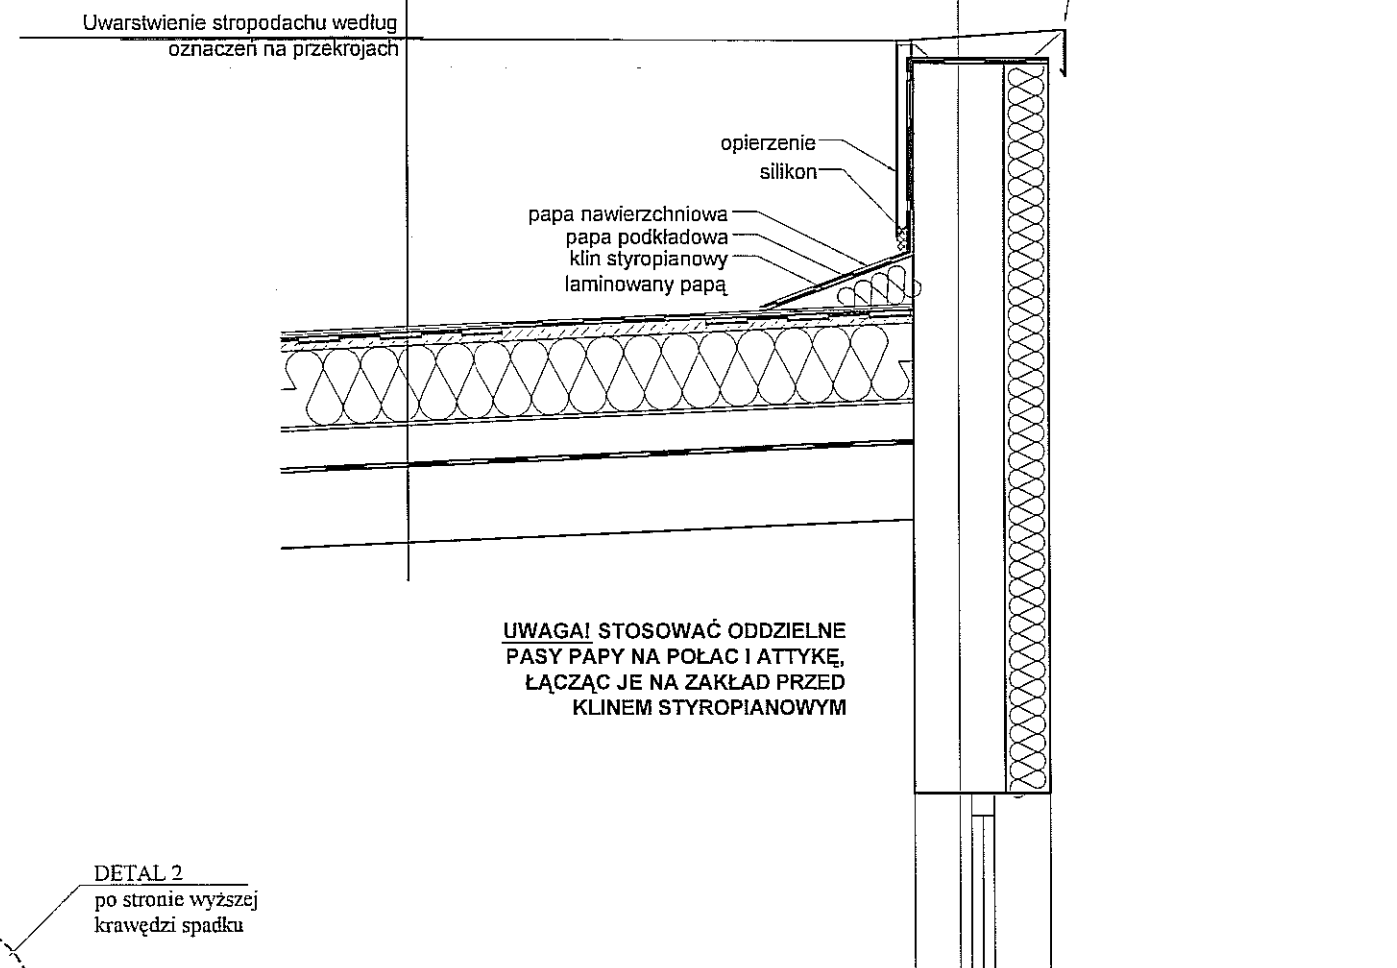 Uwarstwienie stropodachu według
oznaczeń na przekrojach
opierzenie
silikon
papa nawierzchniowa
papa podkładowa
klin styropianowy
laminowany papą
UWAGA! STOSOWAĆ ODDZIELNE
PASY PAPY NA POŁAC I ATTYKĘ,
ŁĄCZĄC JE NA ZAKŁAD PRZED
KLINEM STYROPIANOWYM
DETAL 2
po stronie wyższej
krawędzi spadku